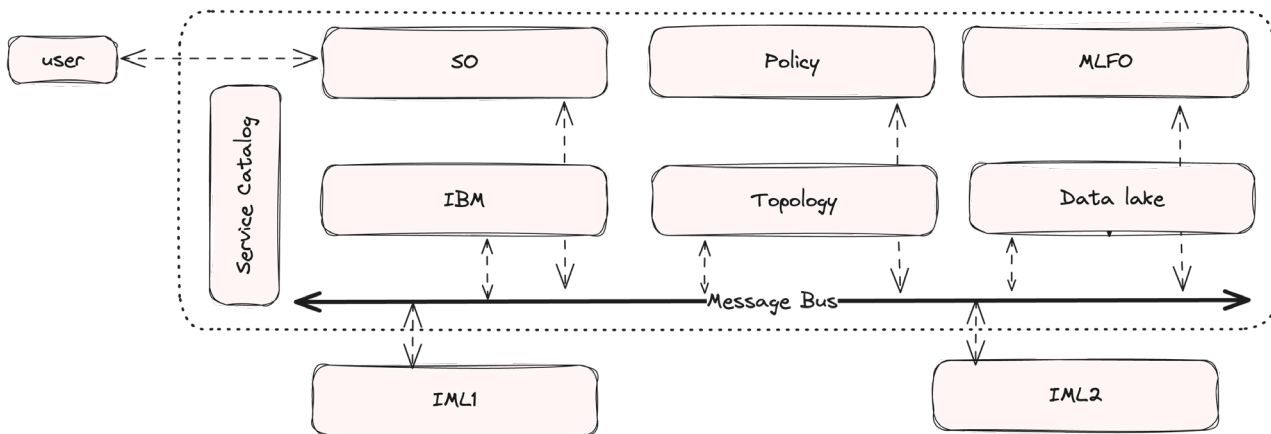 user
SO
Policy
MLFO
Service Catalog
IBM
Topology
Data lake
Message Bus
IML1
IML2